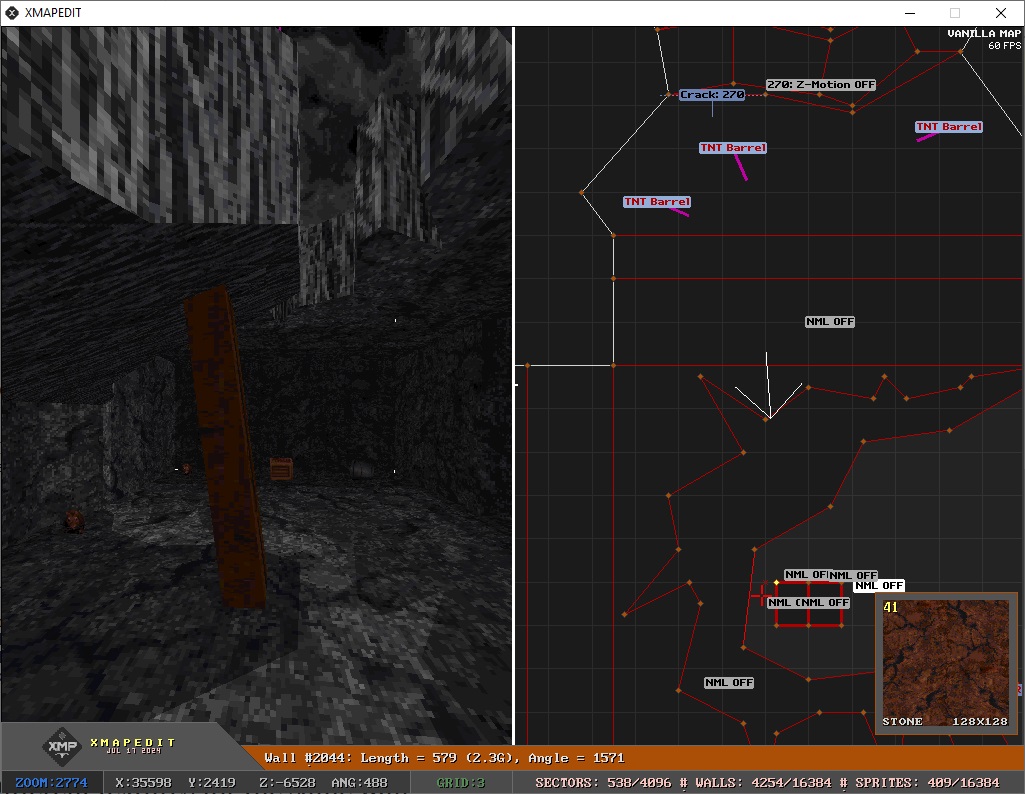 XMAPEDIT
VANILLA MAP
60 FPS
270: Z-Motion OFF
Crack: 270
TNT Barrel
TNT Barrel
TNT Barrel
NML OFF
NML OFF
NML OFF
NML OFF
NML OFF
41
NML OFF
STONE 128X128
XMP XMAPEDIT
JUL 17 2024
Wall #2044: Length = 579 (2.3G), Angle = 1571
ZOOM:2774 X:35598 Y:2419 Z:-6528 ANG:488 GRID:3 SECTORS: 538/4096 # WALLS: 4254/16384 # SPRITES: 409/16384